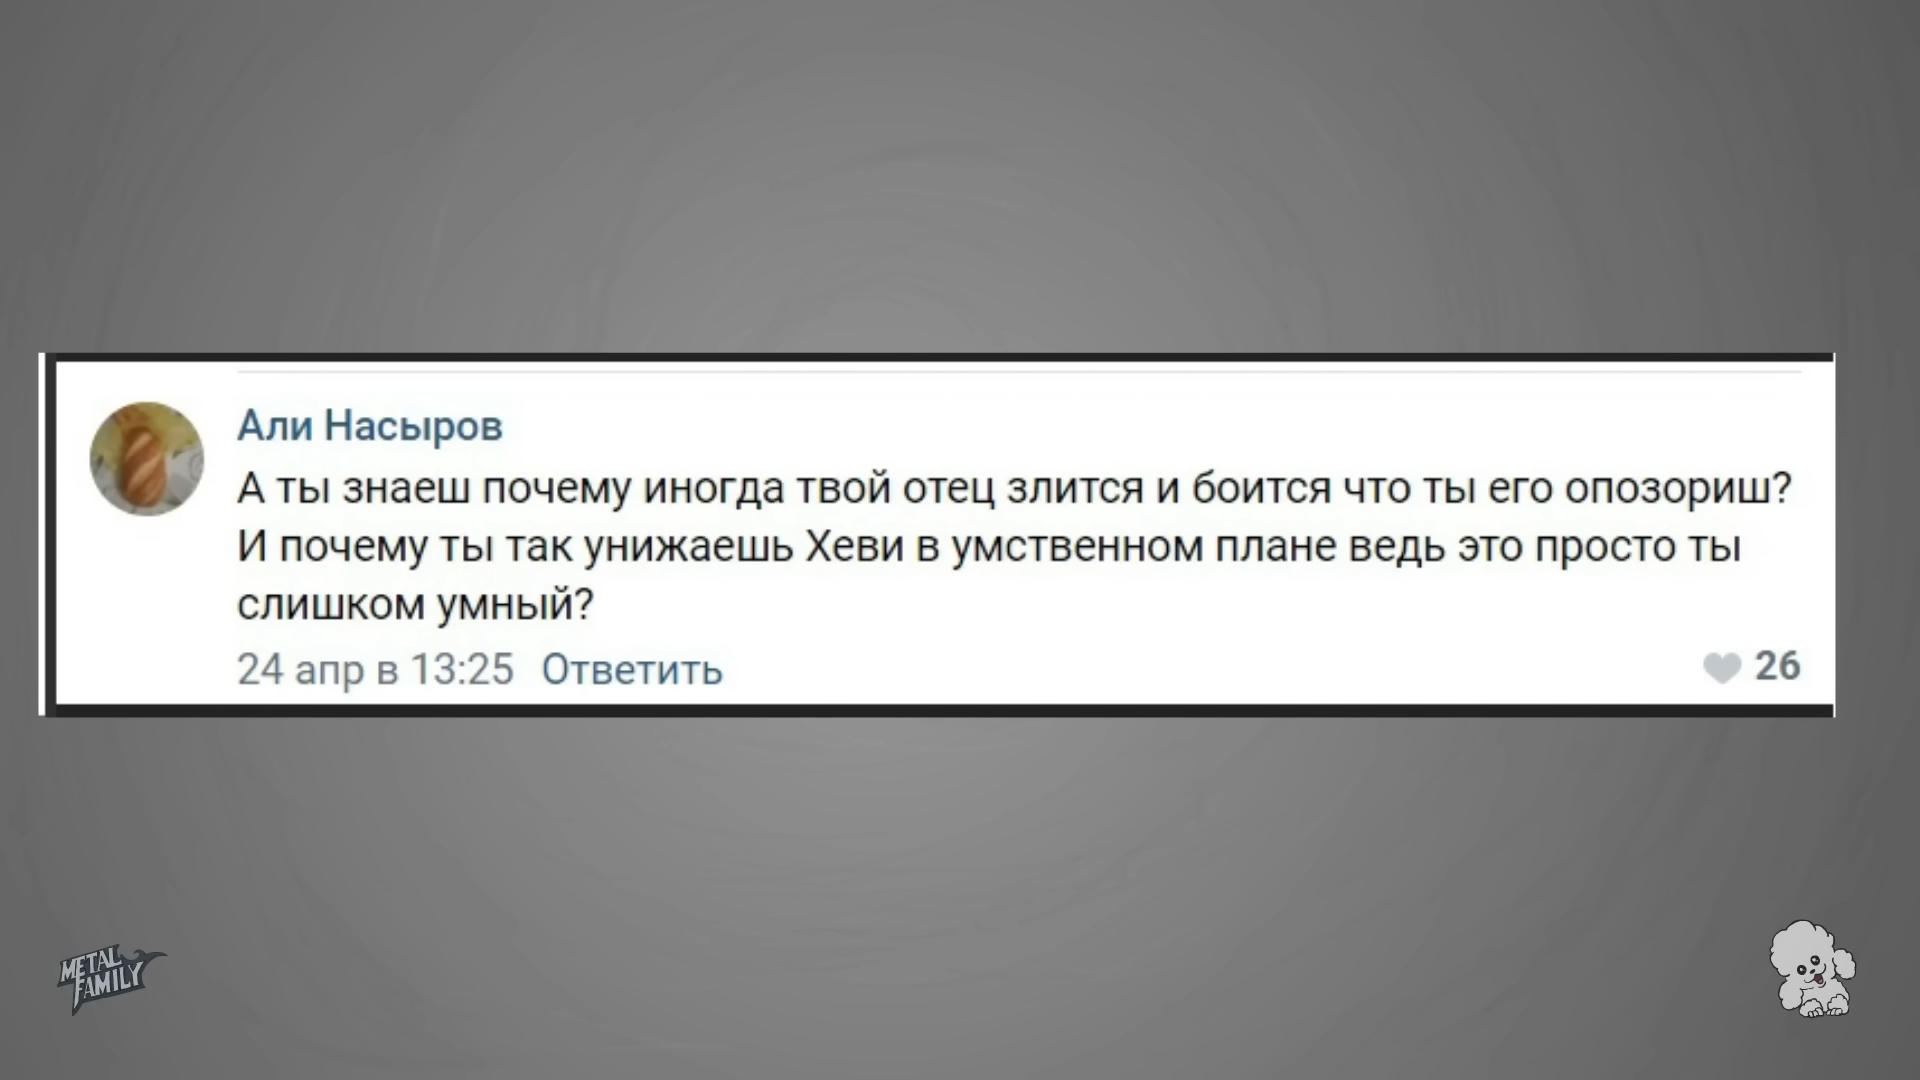 Али Насыров
А ты знаеш почему иногда твой отец злится и боится что ты его опозориш?
И почему ты так унижаешь Хеви в умственном плане ведь это просто ты
слишком умный?
24 апр в 13:25 Ответить 26
METAL
FAMILY